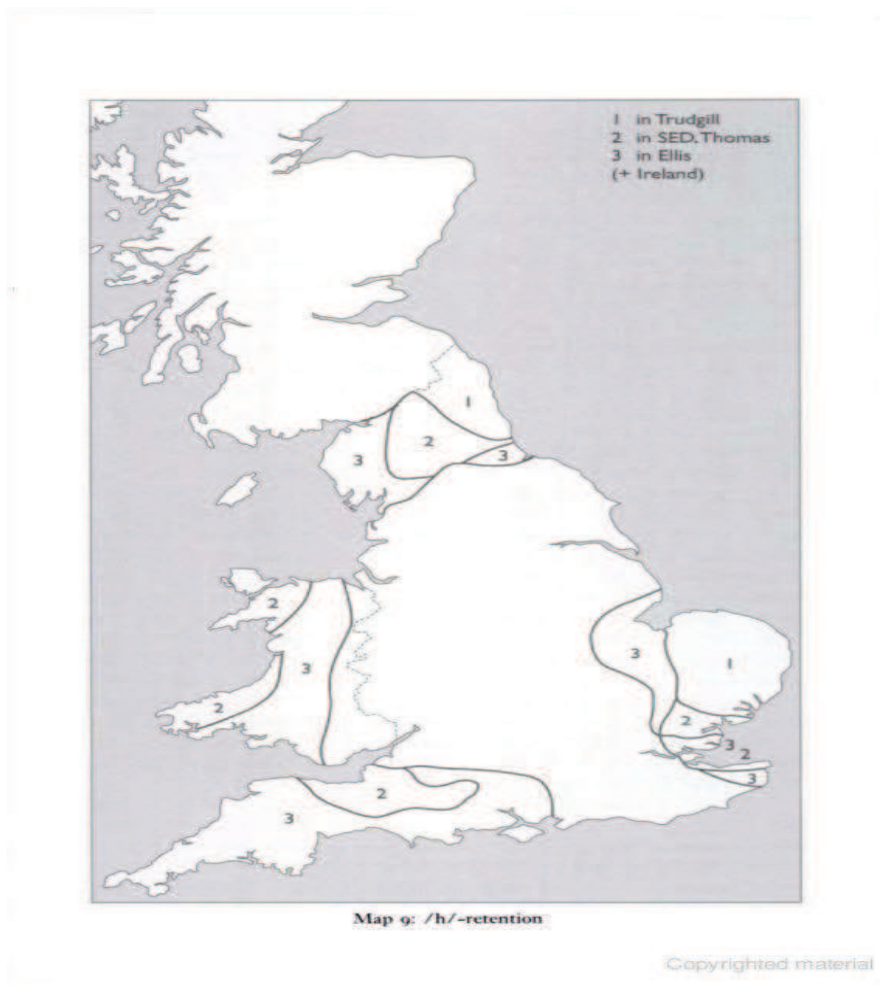 1 in Trudgill
2 in SED, Thomas
3 in Ellis
(+ Ireland)
1
2
3
3
2
3
1
3
2
2
3
2
3
2
3
Map 9: /h/-retention
Copyrighted material